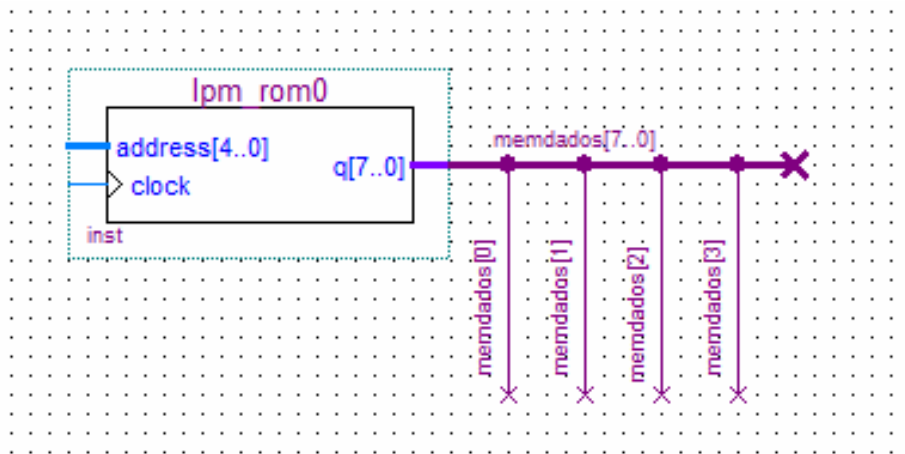 lpm_rom0
address[4..0]
q[7..0]
clock
inst
memdados[7..0]
memdados[0]
memdados[1]
memdados[2]
memdados[3]